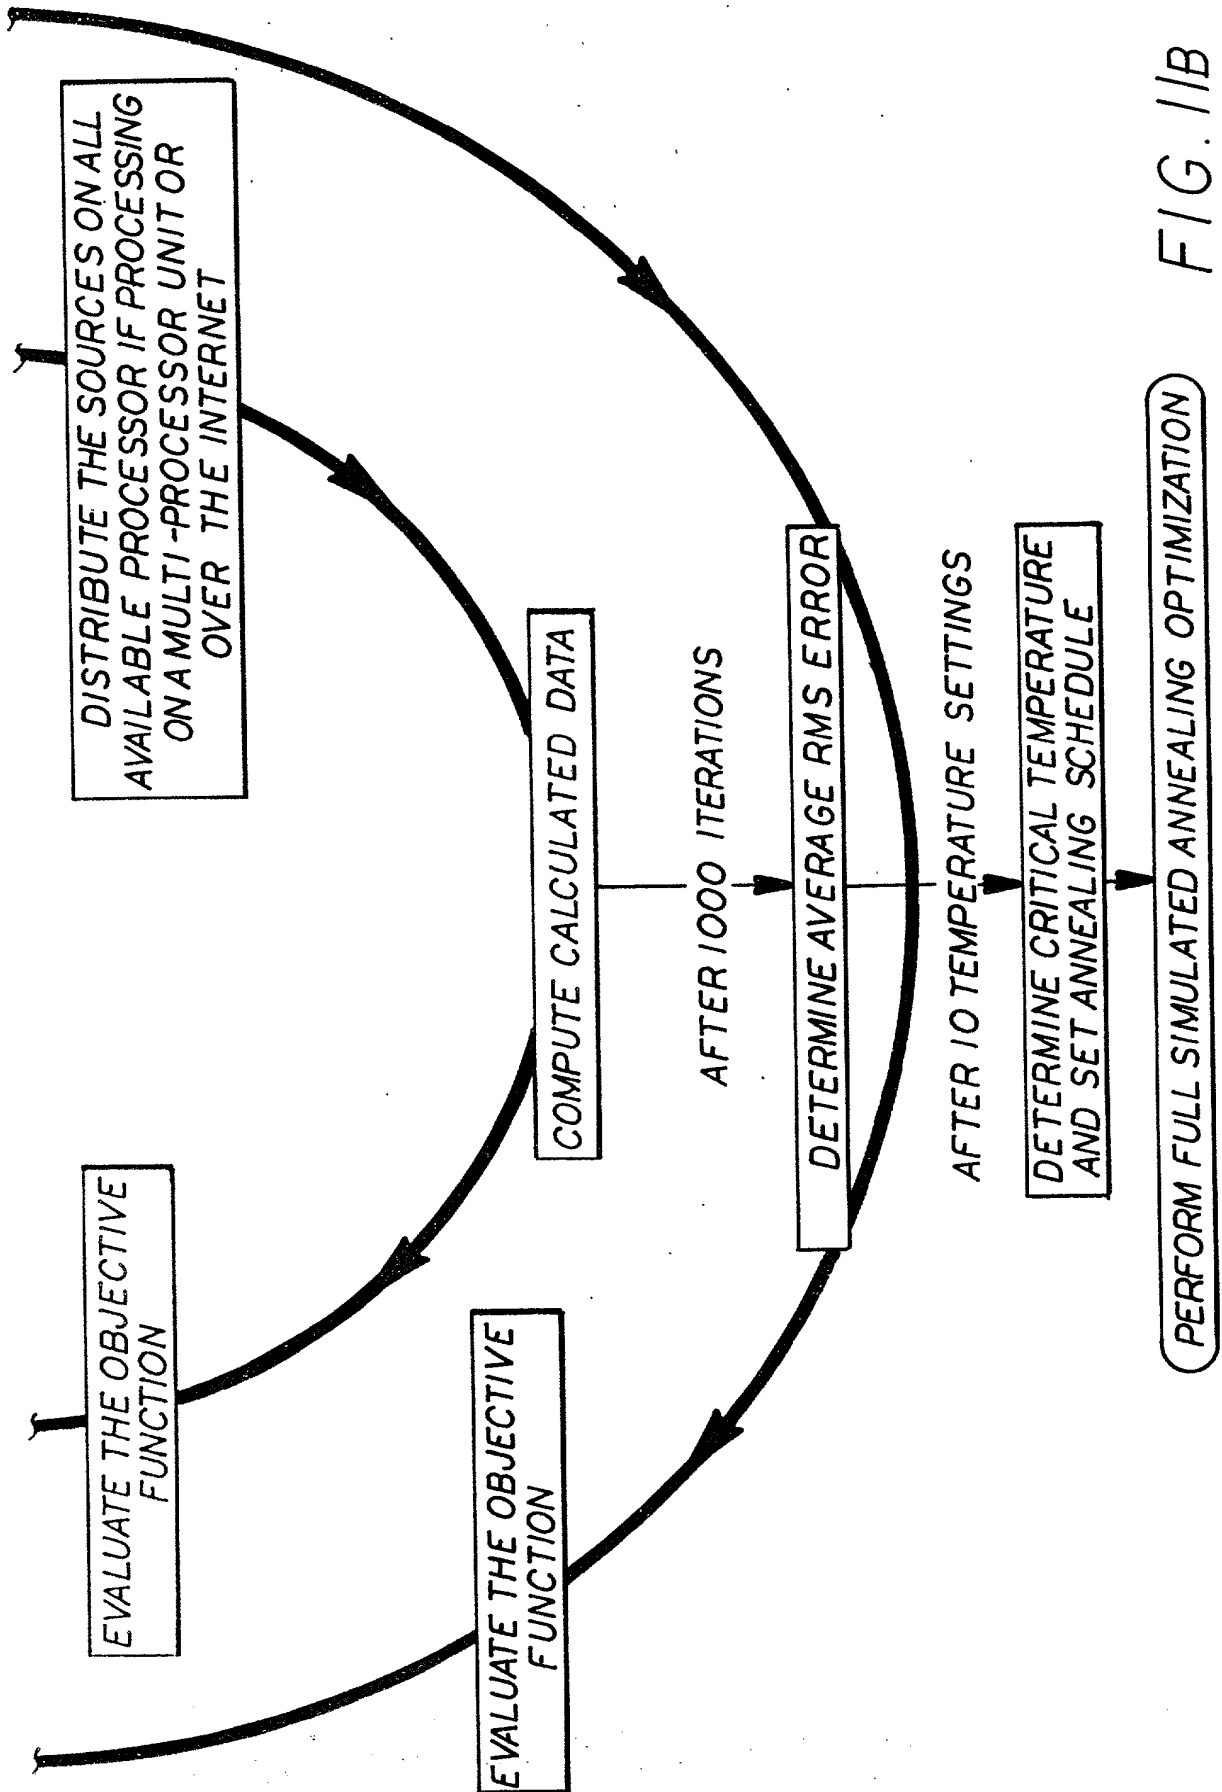 DISTRIBUTE THE SOURCES ON ALL
AVAILABLE PROCESSOR IF PROCESSING
ON A MULTI-PROCESSOR UNIT OR
OVER THE INTERNET
EVALUATE THE OBJECTIVE
FUNCTION
COMPUTE CALCULATED DATA
EVALUATE THE OBJECTIVE
FUNCTION
AFTER 1000 ITERATIONS
DETERMINE AVERAGE RMS ERROR
AFTER 10 TEMPERATURE SETTINGS
DETERMINE CRITICAL TEMPERATURE
AND SET ANNEALING SCHEDULE
PERFORM FULL SIMULATED ANNEALING OPTIMIZATION
FIG. 11B